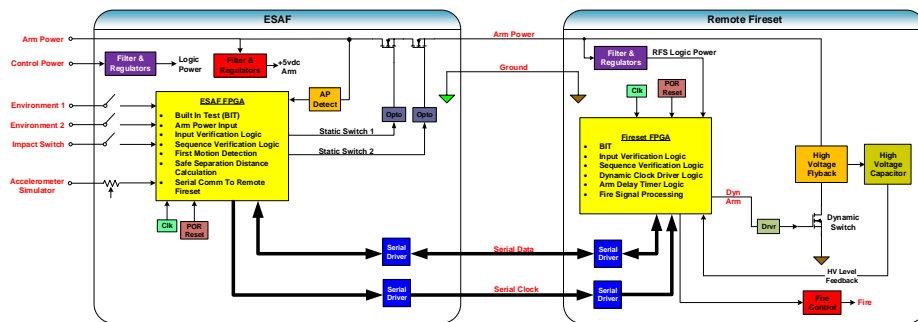 ESAF
Remote Fireset
Arm Power
Arm Power
Control Power
Filter &
Regulators
Logic
Power
Filter &
Regulators
+5vdc
Arm
Filter &
Regulators
RFS Logic Power
Ground
AP
Detect
Clk
POR
Reset
Environment 1
Environment 2
Impact Switch
Accelerometer
Simulator
ESAF FPGA
• Built In Test (BIT)
• Arm Power Input
• Input Verification Logic
• Sequence Verification Logic
• First Motion Detection
• Safe Separation Distance
Calculation
• Serial Comm To Remote
Fireset
Opto
Opto
Static Switch 1
Static Switch 2
Fireset FPGA
• BIT
• Input Verification Logic
• Sequence Verification Logic
• Dynamic Clock Driver Logic
• Arm Delay Timer Logic
• Fire Signal Processing
High
Voltage
Flyback
High
Voltage
Capacitor
Dyn
Arm
Drvr
Dynamic
Switch
Clk
POR
Reset
Serial
Driver
Serial Data
Serial
Driver
HV Level
Feedback
Serial
Driver
Serial Clock
Serial
Driver
Fire
Control
Fire